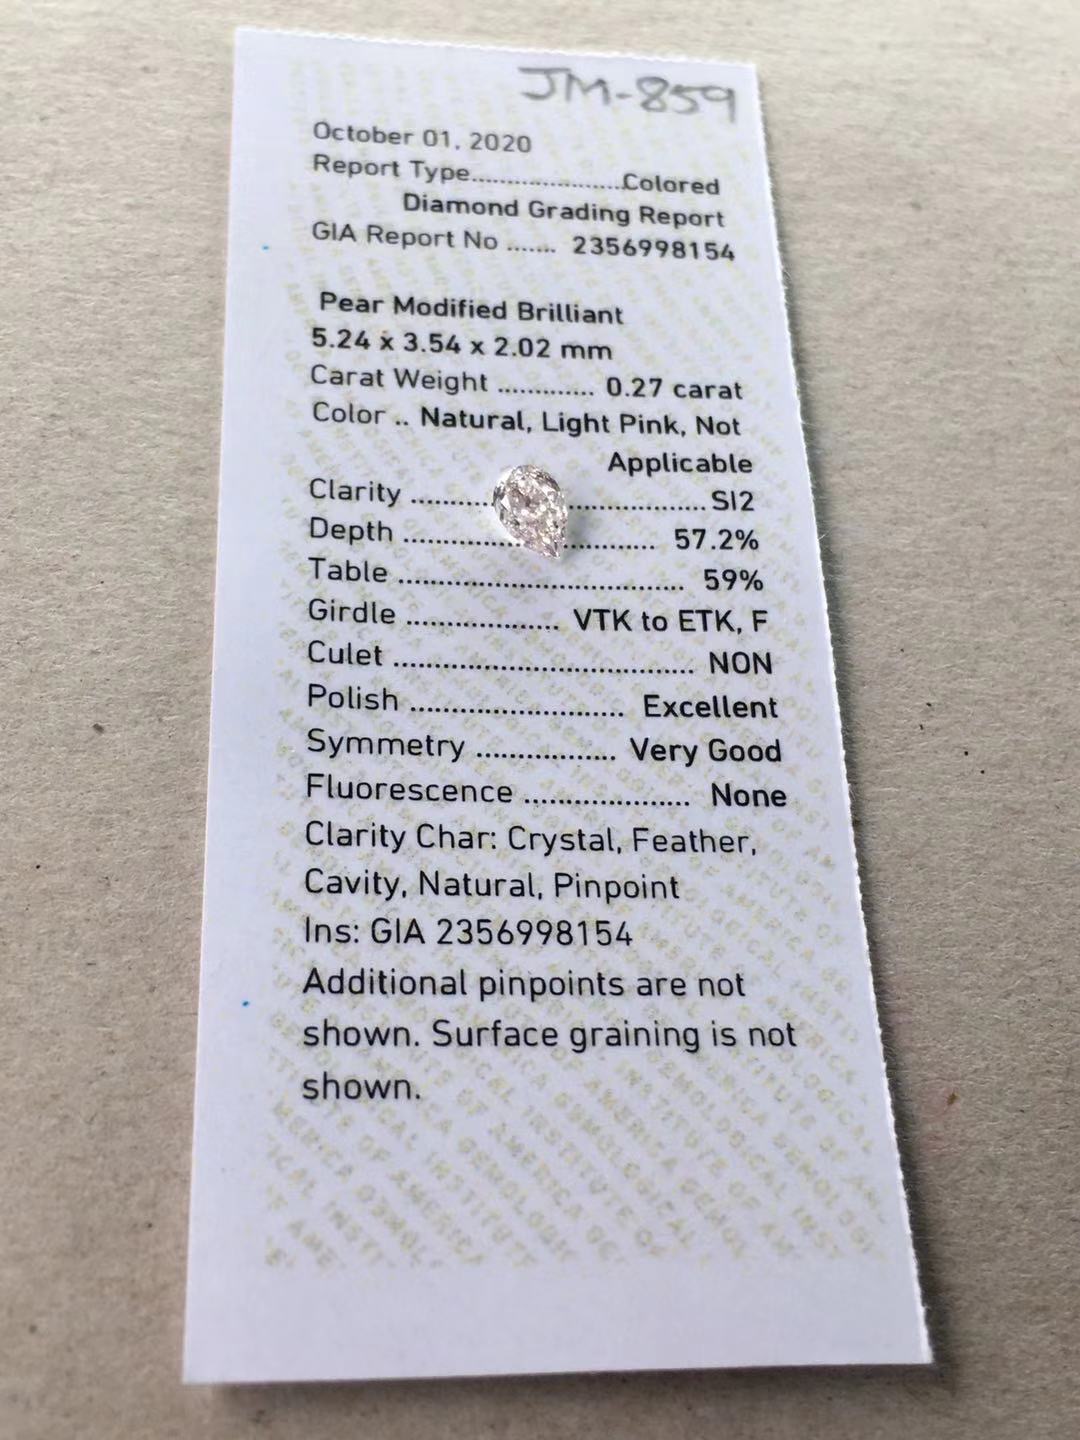 JM-859
October 01, 2020
Report Type........................Colored
Diamond Grading Report
GIA Report No ....... 2356998154
Pear Modified Brilliant
5.24 x 3.54 x 2.02 mm
Carat Weight ............. 0.27 carat
Color .. Natural, Light Pink, Not
Applicable
Clarity ..............................SI2
Depth .............................. 57.2%
Table ....................................... 59%
Girdle ..................... VTK to ETK, F
Culet ......................................... NON
Polish ............................. Excellent
Symmetry ................... Very Good
Fluorescence ...................... None
Clarity Char: Crystal, Feather,
Cavity, Natural, Pinpoint
Ins: GIA 2356998154
Additional pinpoints are not
shown. Surface graining is not
shown.